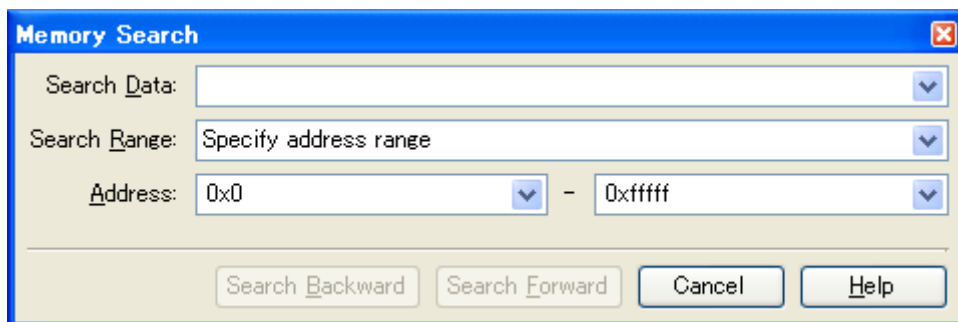 Memory Search
Search Data:
Search Range: Specify address range
Address: 0x0 - 0xfffff
Search Backward Search Forward Cancel Help